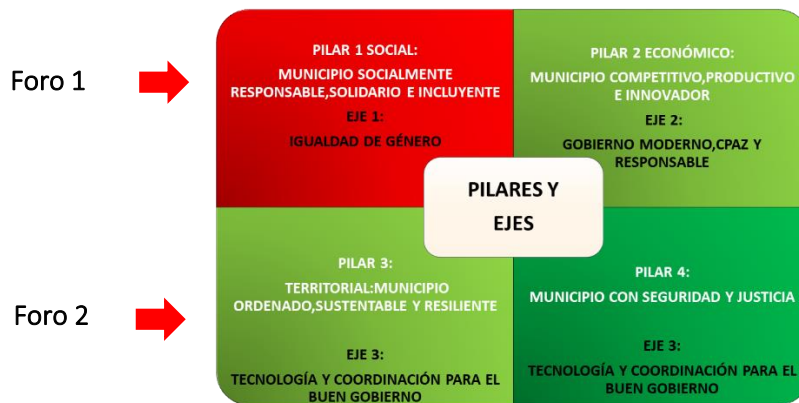 Foro 1
PILAR 1 SOCIAL:
MUNICIPIO SOCIALMENTE
RESPONSABLE,SOLIDARIO E INCLUYENTE
EJE 1:
IGUALDAD DE GÉNERO
PILAR 2 ECONÓMICO:
MUNICIPIO COMPETITIVO,PRODUCTIVO
E INNOVADOR
EJE 2:
GOBIERNO MODERNO,CPAZ Y
RESPONSABLE
PILARES Y
EJES
Foro 2
PILAR 3:
TERRITORIAL:MUNICIPIO
ORDENADO,SUSTENTABLE Y RESILIENTE
EJE 3:
TECNOLOGÍA Y COORDINACIÓN PARA EL
BUEN GOBIERNO
PILAR 4:
MUNICIPIO CON SEGURIDAD Y JUSTICIA
EJE 3:
TECNOLOGÍA Y COORDINACIÓN PARA EL
BUEN GOBIERNO